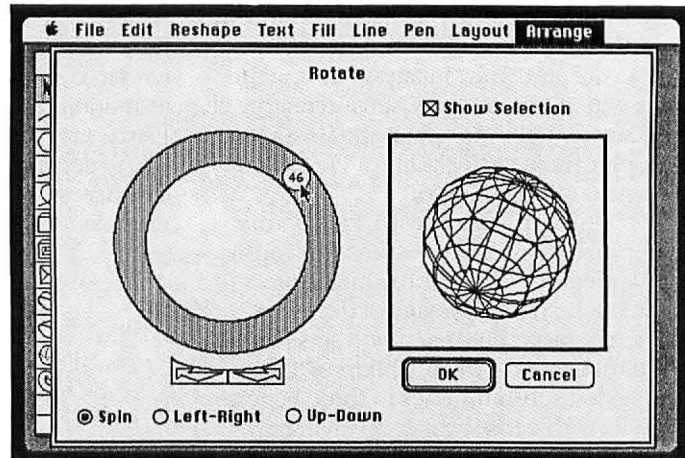 File Edit Reshape Text Fill Line Pen Layout Arrange
Rotate
Show Selection
46
OK Cancel
Spin Left-Right Up-Down